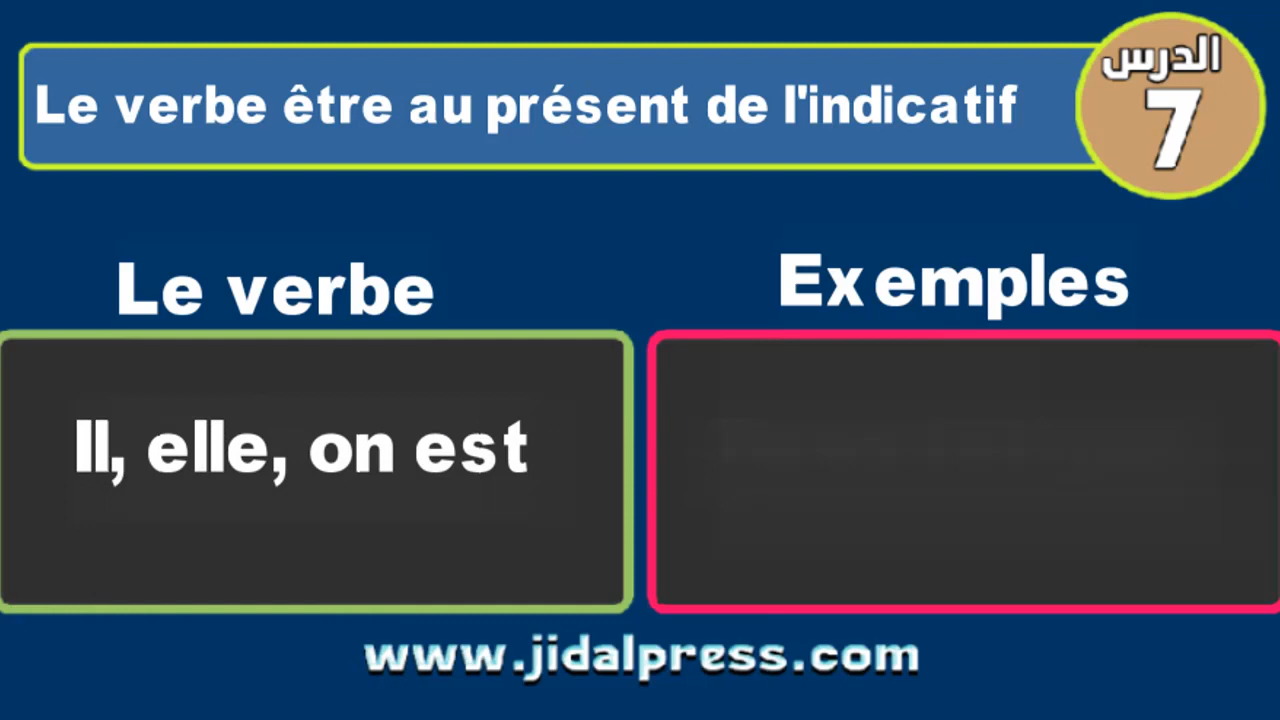 Le verbe être au présent de l'indicatif
الدرس
7
Le verbe
Exemples
Il, elle, on est
www.jidalpress.com